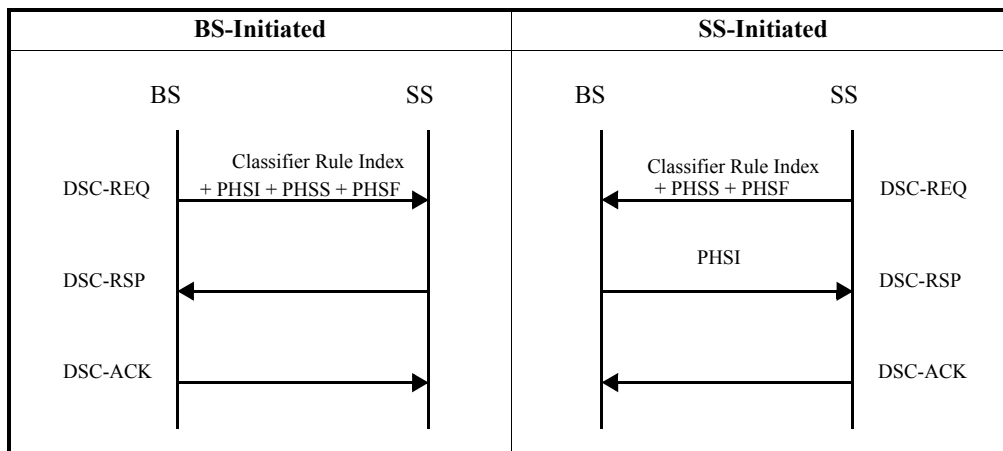 BS-Initiated
SS-Initiated
BS
SS
Classifier Rule Index
DSC-REQ
+ PHSI + PHSS + PHSF
DSC-RSP
DSC-ACK
BS
SS
Classifier Rule Index
+ PHSS + PHSF
DSC-REQ
PHSI
DSC-RSP
DSC-ACK